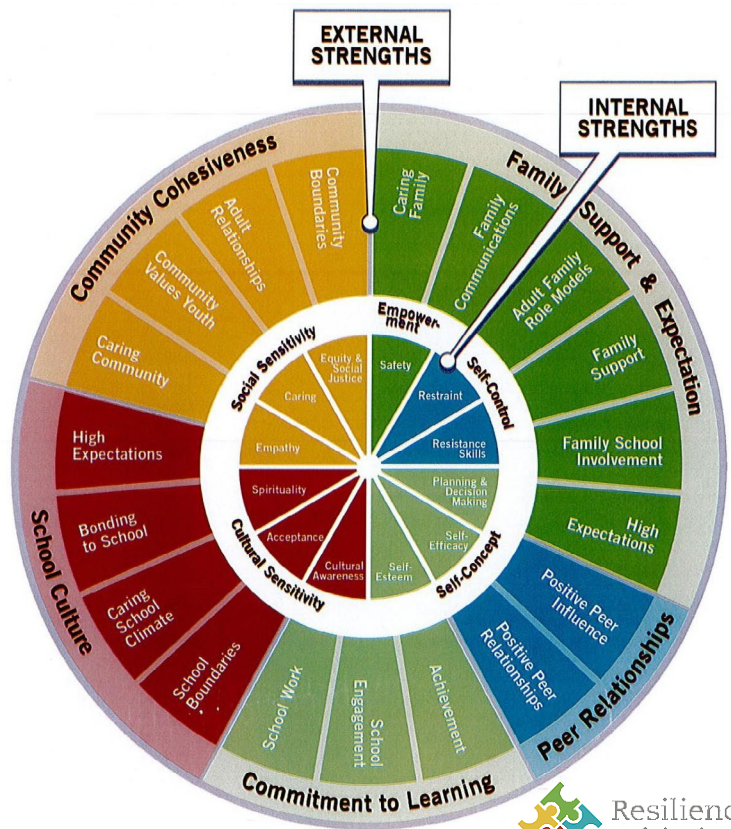 EXTERNAL
STRENGTHS
INTERNAL
STRENGTHS
Community Cohesiveness
Community
Boundaries
Adult
Relationships
Community
Values Youth
Caring
Community
Family Support & Expectation
Caring
Family
Family
Communications
Adult Family
Role Models
Family
Support
Family School
Involvement
High
Expectations
Peer Relationships
Positive Peer
Influence
Positive Peer
Relationships
Commitment to Learning
Achievement
School
Engagement
School Work
School Culture
School
Boundaries
Caring
School
Climate
Bonding
to School
High
Expectations
Social Sensitivity
Equity &
Social
Justice
Caring
Empathy
Empower-
ment
Safety
Self-Control
Restraint
Resistance
Skills
Self-Concept
Planning &
Decision
Making
Self-
Efficacy
Self-
Esteem
Cultural Sensitivity
Cultural
Awareness
Acceptance
Spirituality
Resilienc